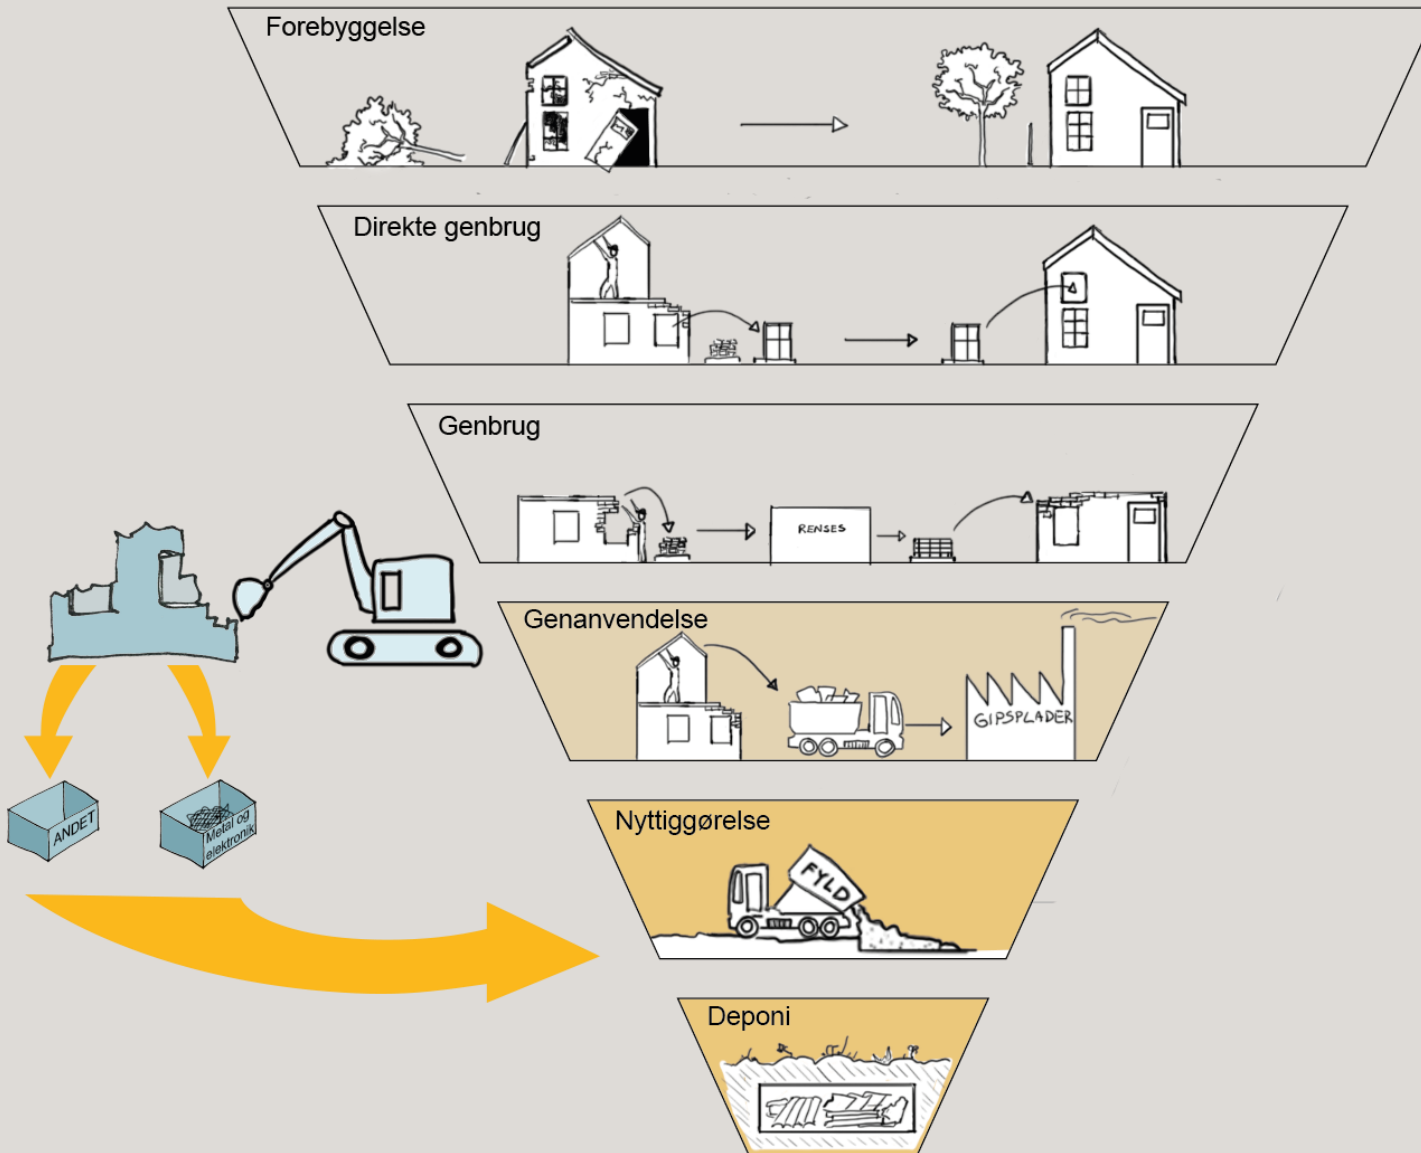 Forebyggelse
Direkte genbrug
Genbrug
RENSES
Genanvendelse
GIPSPLADER
ANDET
Metal og
elektronik
Nyttiggørelse
FYLD
Deponi